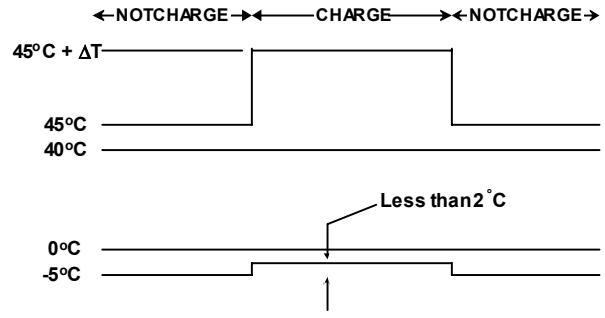 NOTCHARGE CHARGE NOTCHARGE
45°C + ΔT
45°C
40°C
Less than 2°C
0°C
-5°C